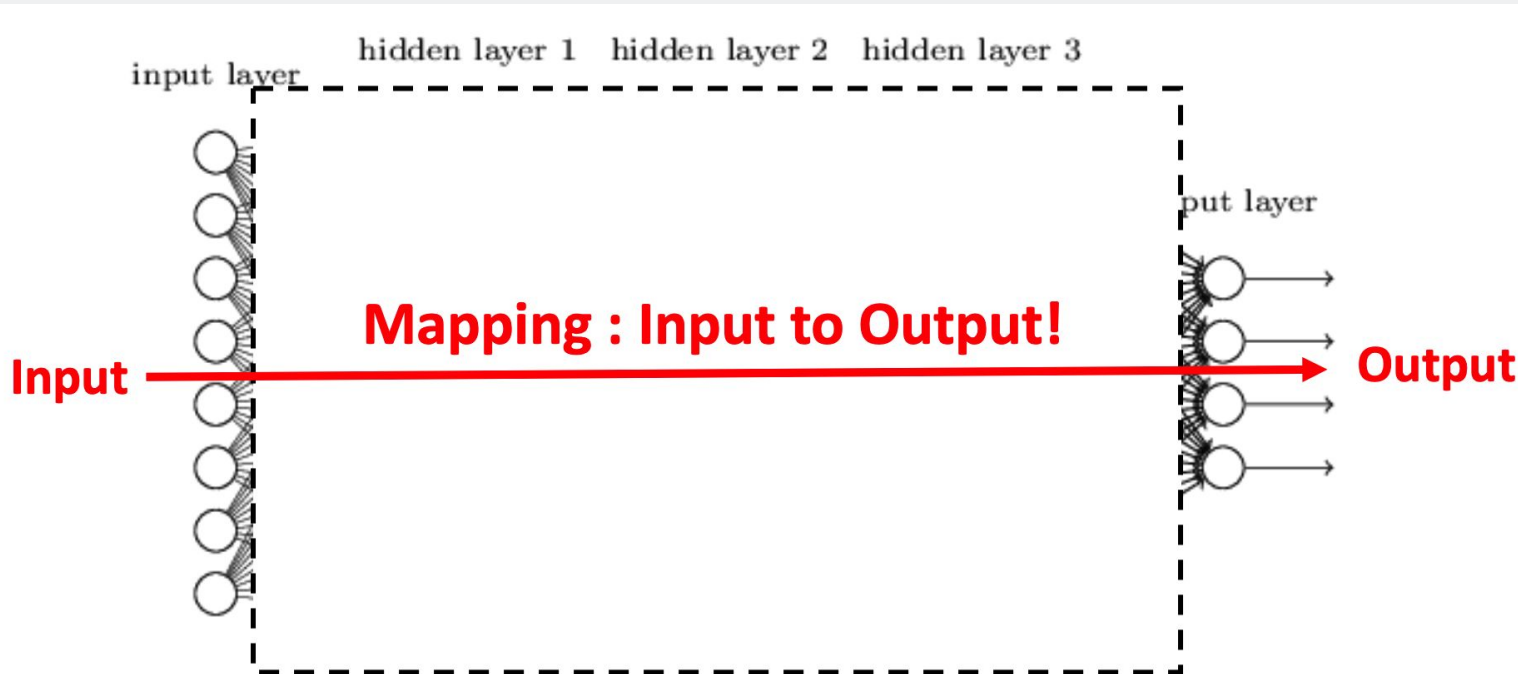 hidden layer 1 hidden layer 2 hidden layer 3
input layer
put layer
Mapping : Input to Output!
Input
Output